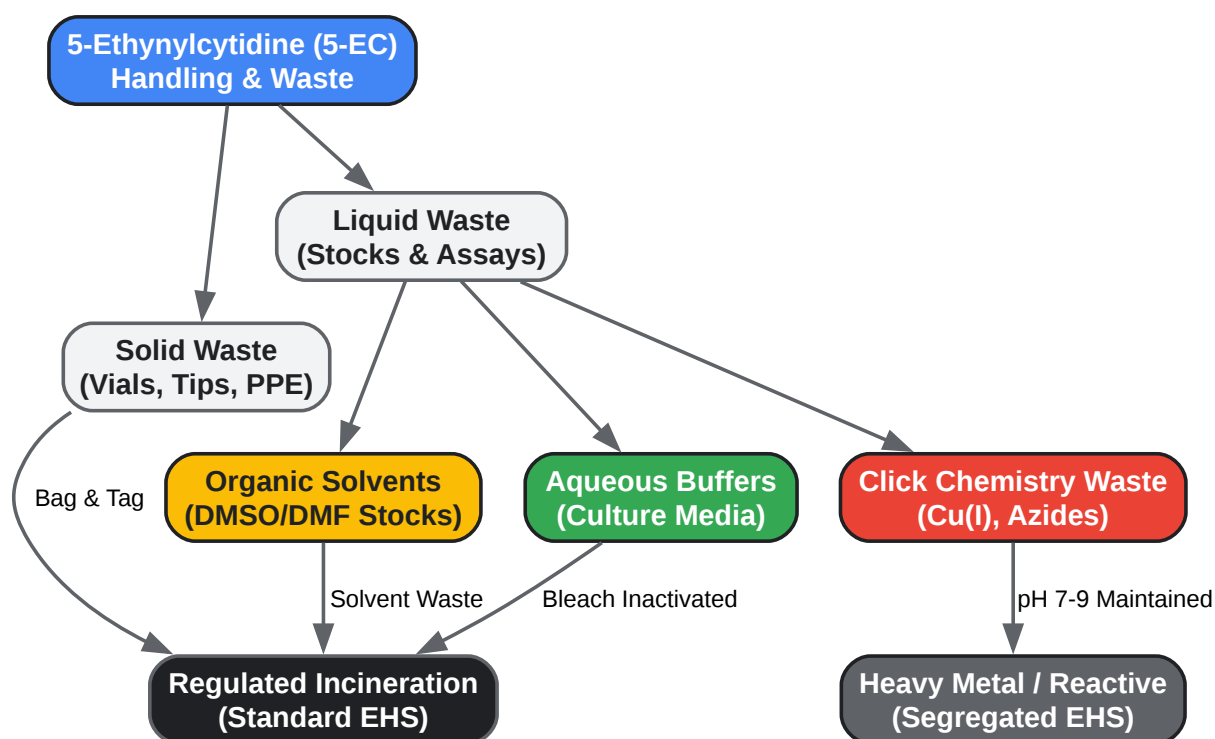 5-Ethynylcytidine (5-EC)
Handling & Waste
Liquid Waste
(Stocks & Assays)
Solid Waste
(Vials, Tips, PPE)
Organic Solvents
(DMSO/DMF Stocks)
Aqueous Buffers
(Culture Media)
Click Chemistry Waste
(Cu(I), Azides)
Bag & Tag
Solvent Waste
Bleach Inactivated
pH 7-9 Maintained
Regulated Incineration
(Standard EHS)
Heavy Metal / Reactive
(Segregated EHS)